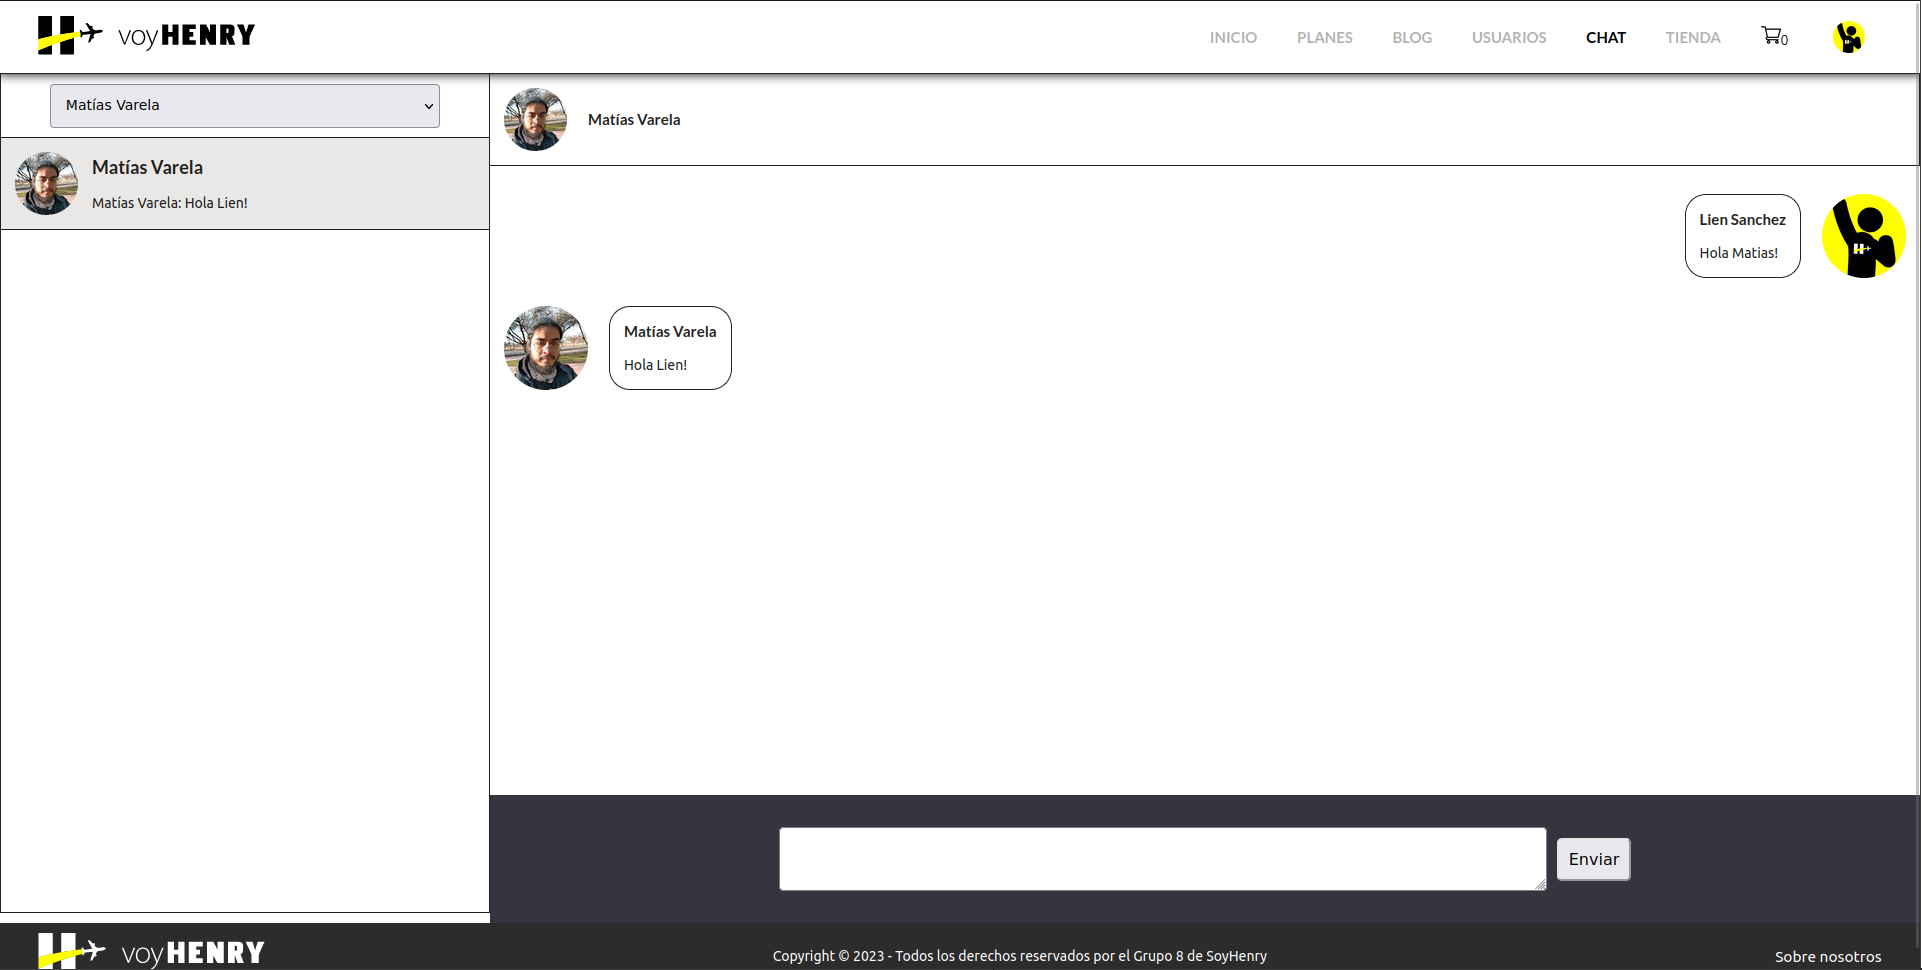 voyHENRY
INICIO PLANES BLOG USUARIOS CHAT TIENDA 0
Matías Varela
Matías Varela
Matías Varela: Hola Lien!
Matías Varela
Lien Sanchez
Hola Matias!
Matías Varela
Hola Lien!
Enviar
voyHENRY
Copyright © 2023 - Todos los derechos reservados por el Grupo 8 de SoyHenry
Sobre nosotros